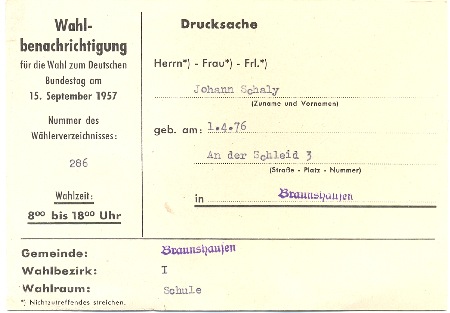 Wahl-
benachrichtigung
für die Wahl zum Deutschen
Bundestag am
15. September 1957
Nummer des
Wählerverzeichnisses:
286
Wahlzeit:
8⁰⁰ bis 18⁰⁰ Uhr
Drucksache
Herrn*) - Frau*) - Frl.*)
Johann Schaly
(Zuname und Vornamen)
geb. am: 1.4.76
An der Schleid 3
(Straße - Platz - Nummer)
in Braunshausen
Gemeinde: Braunshausen
Wahlbezirk: I
Wahlraum: Schule
*) Nichtzutreffendes streichen.